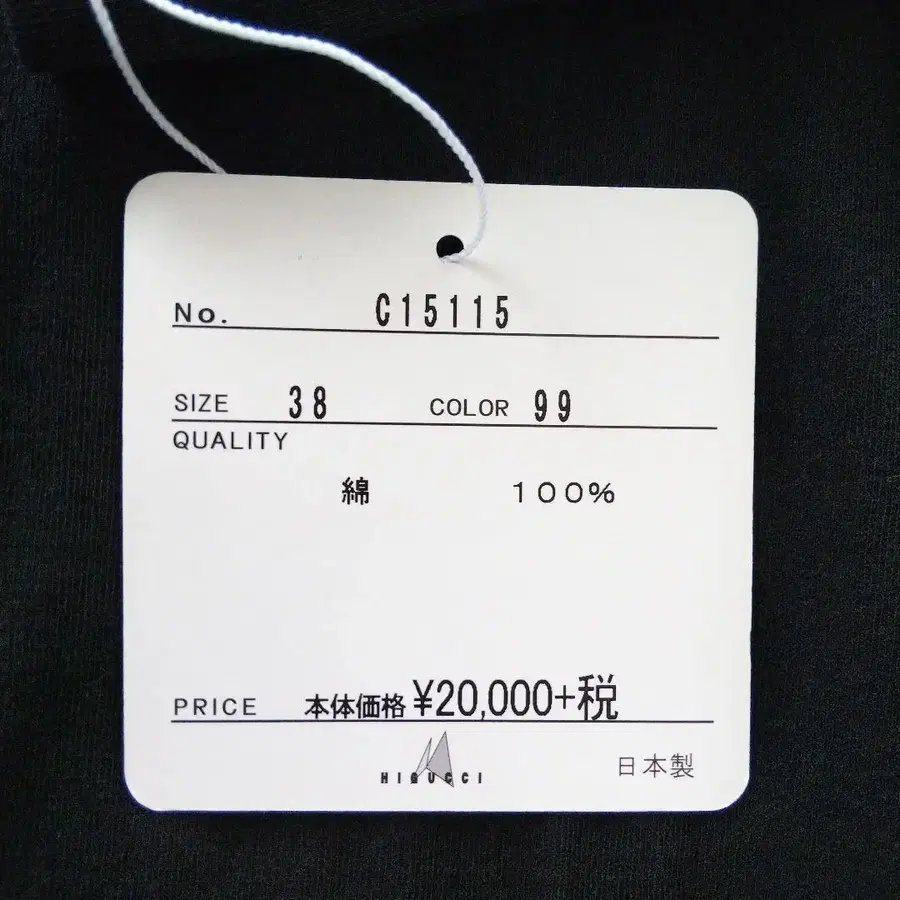 No. C15115
SIZE 38 COLOR 99
QUALITY
綿 100%
PRICE 本体価格 ¥20,000+税
HIGUCCI
日本製